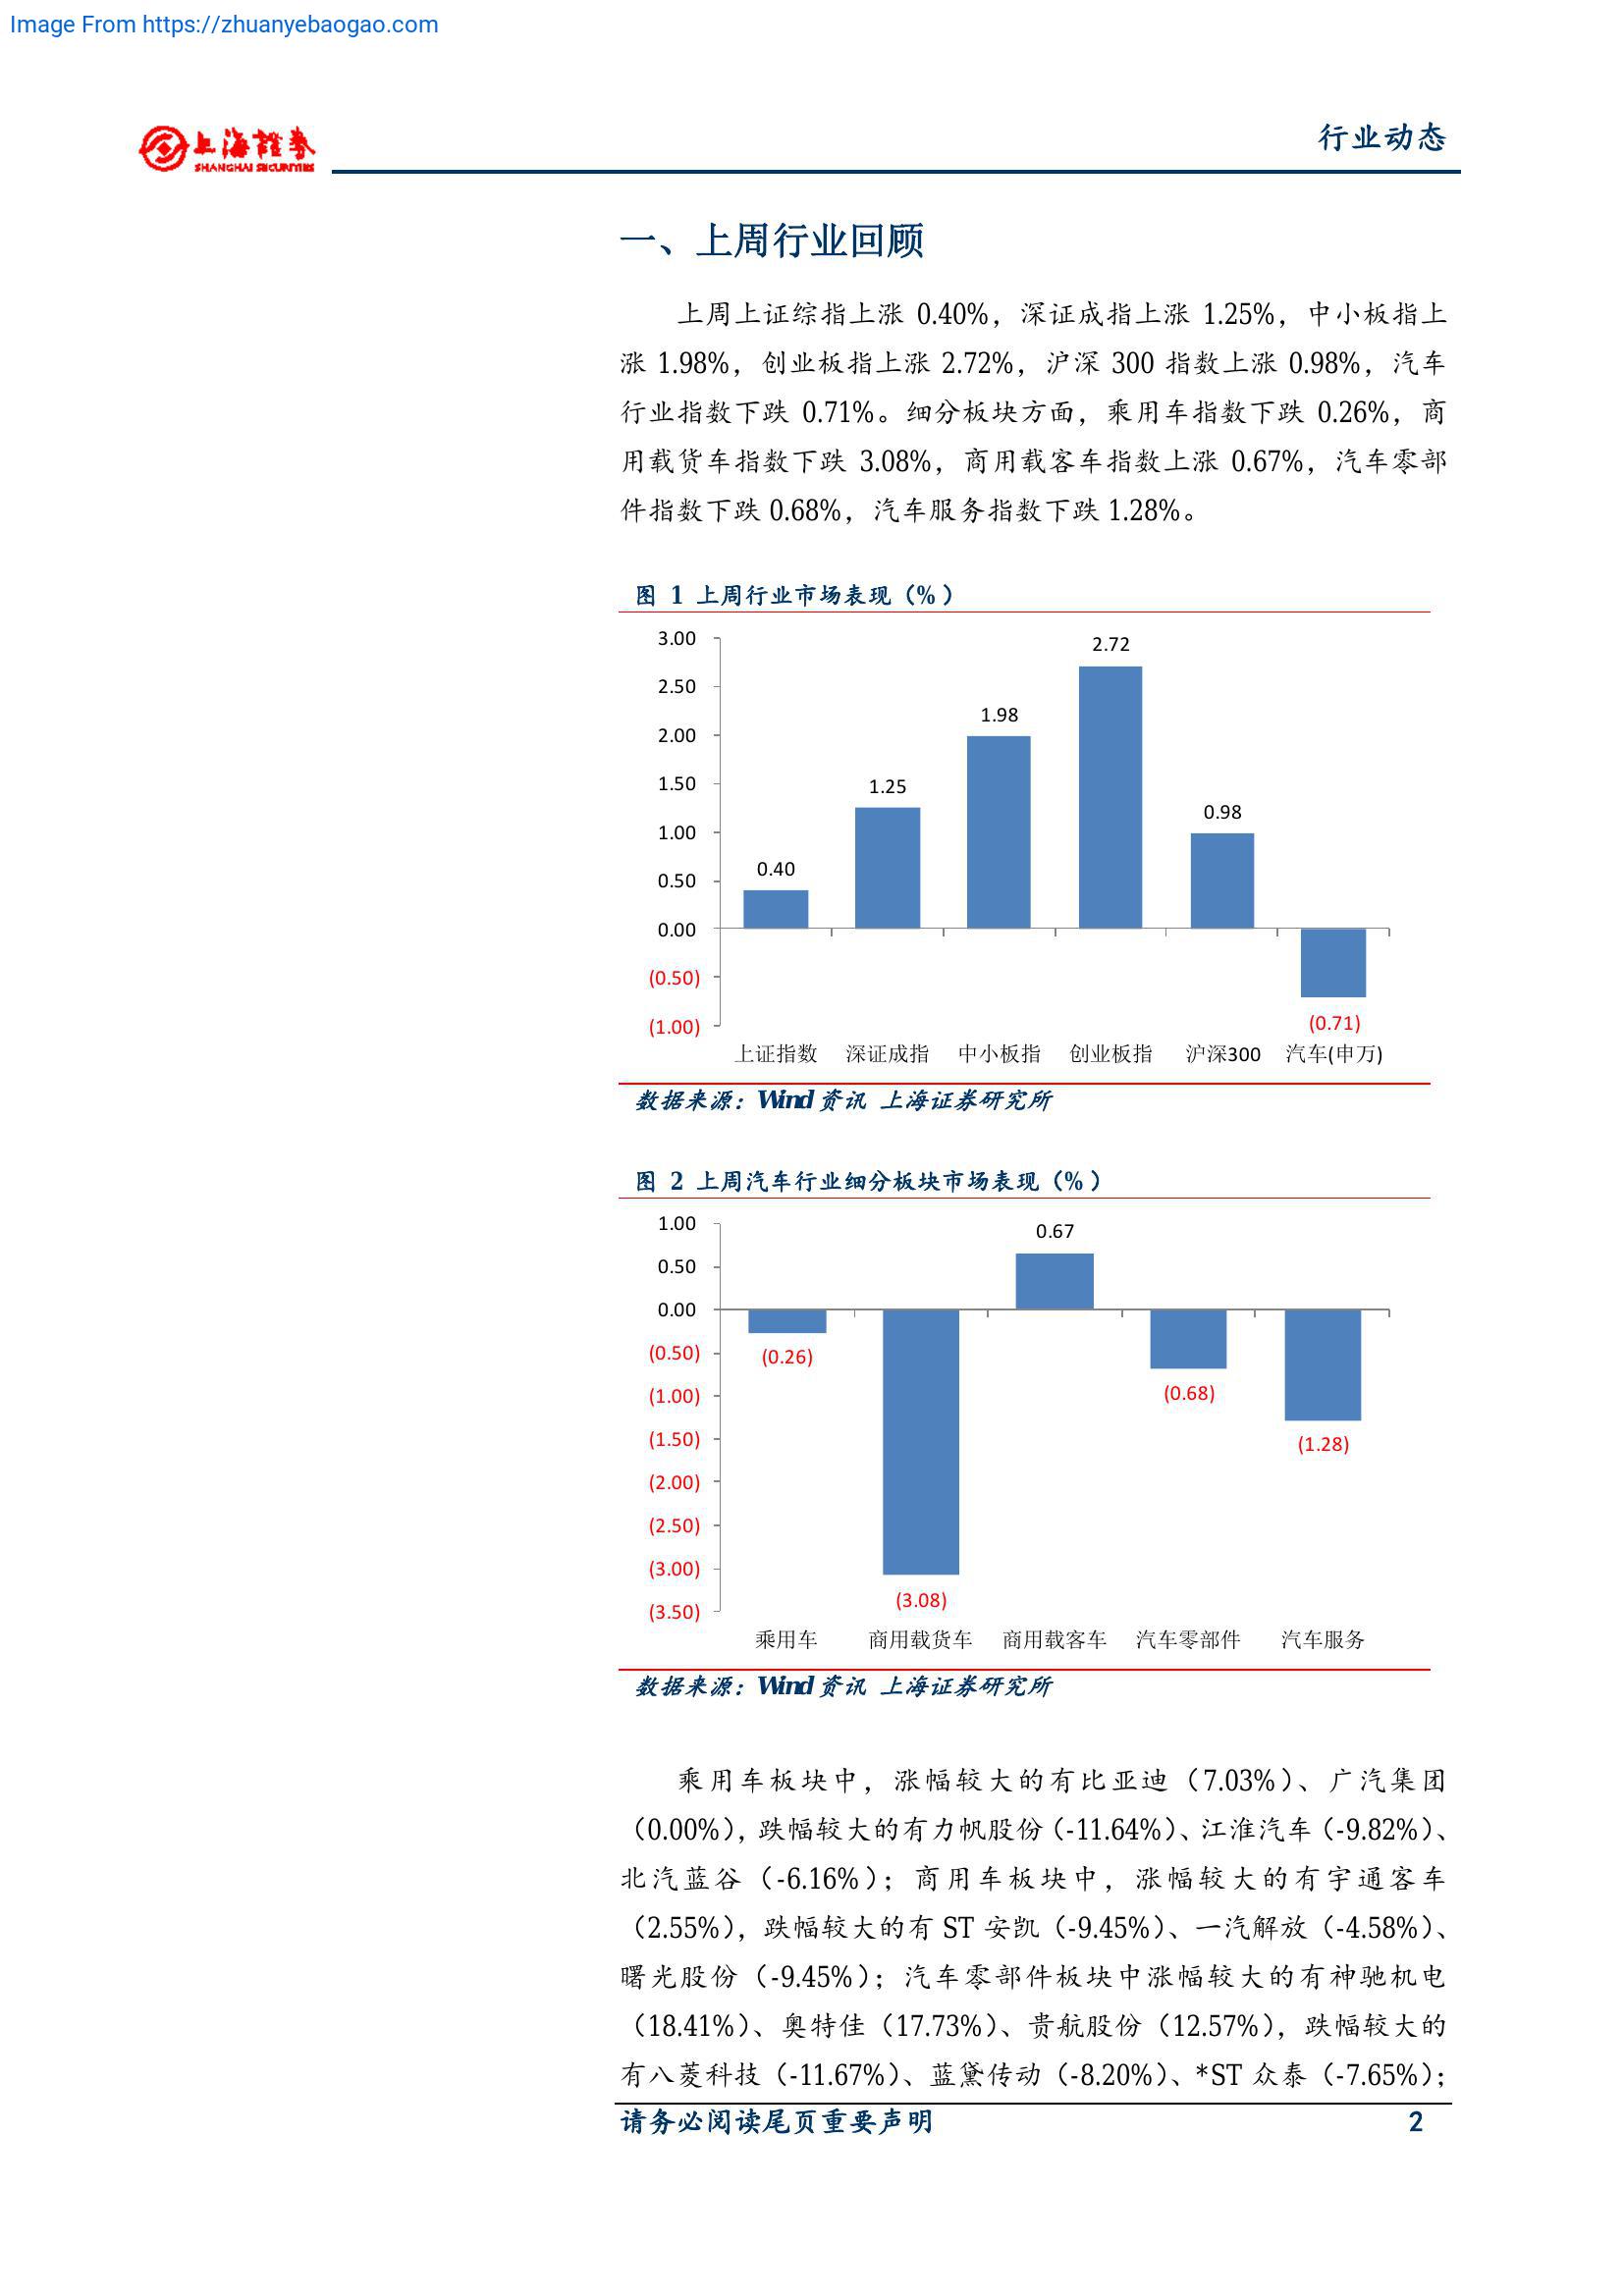 Image From https://zhuanyebaogao.com
上海證券
SHANGHAI SECURITIES
行业动态
一、上周行业回顾
上周上证综指上涨 0.40%，深证成指上涨 1.25%，中小板指上
涨 1.98%，创业板指上涨 2.72%，沪深 300 指数上涨 0.98%，汽车
行业指数下跌 0.71%。细分板块方面，乘用车指数下跌 0.26%，商
用载货车指数下跌 3.08%，商用载客车指数上涨 0.67%，汽车零部
件指数下跌 0.68%，汽车服务指数下跌 1.28%。
图 1 上周行业市场表现（%）
3.00
2.50
2.00
1.50
1.00
0.50
0.00
(0.50)
(1.00)
0.40
1.25
1.98
2.72
0.98
(0.71)
上证指数 深证成指 中小板指 创业板指 沪深300 汽车(申万)
数据来源：Wind 资讯 上海证券研究所
图 2 上周汽车行业细分板块市场表现（%）
1.00
0.50
0.00
(0.50)
(1.00)
(1.50)
(2.00)
(2.50)
(3.00)
(3.50)
(0.26)
(3.08)
0.67
(0.68)
(1.28)
乘用车 商用载货车 商用载客车 汽车零部件 汽车服务
数据来源：Wind 资讯 上海证券研究所
乘用车板块中，涨幅较大的有比亚迪（7.03%）、广汽集团
（0.00%），跌幅较大的有力帆股份（-11.64%）、江淮汽车（-9.82%）、
北汽蓝谷（-6.16%）；商用车板块中，涨幅较大的有宇通客车
（2.55%），跌幅较大的有 ST 安凯（-9.45%）、一汽解放（-4.58%）、
曙光股份（-9.45%）；汽车零部件板块中涨幅较大的有神驰机电
（18.41%）、奥特佳（17.73%）、贵航股份（12.57%），跌幅较大的
有八菱科技（-11.67%）、蓝黛传动（-8.20%）、*ST 众泰（-7.65%）；
请务必阅读尾页重要声明 2